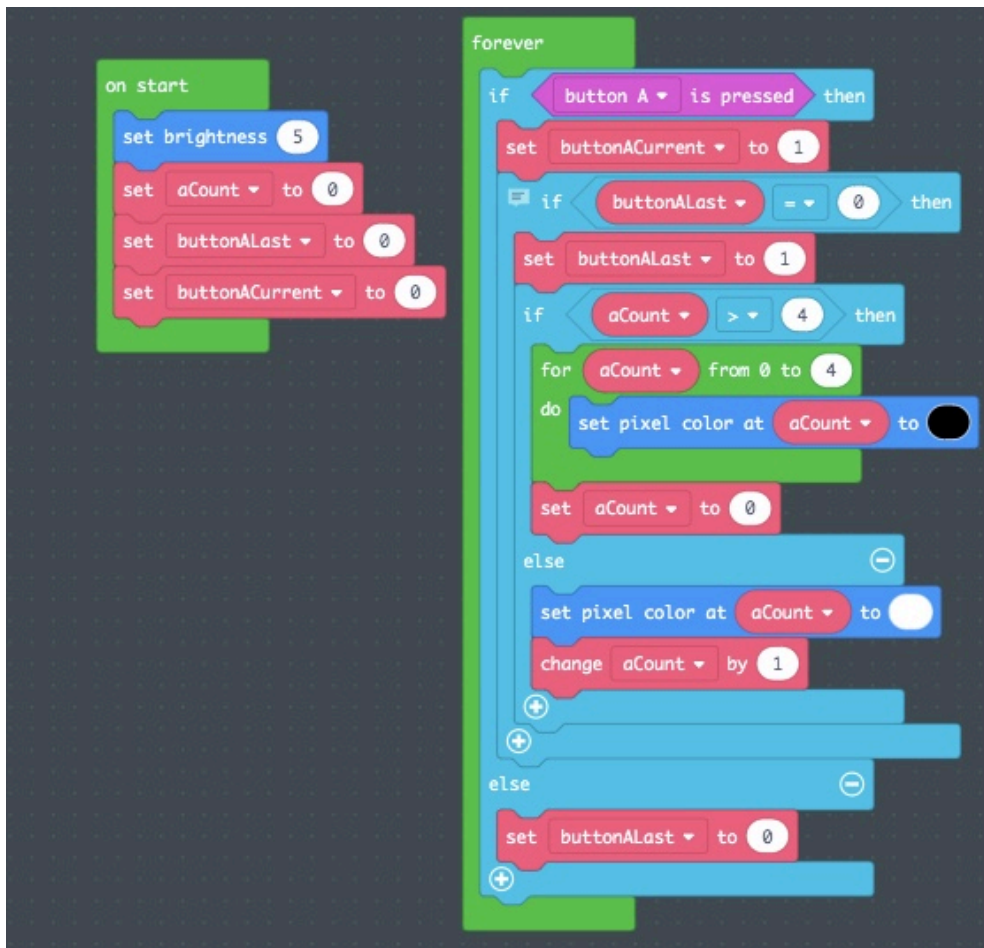 on start
set brightness 5
set aCount to 0
set buttonALast to 0
set buttonACurrent to 0
forever
if button A is pressed then
set buttonACurrent to 1
if buttonALast = 0 then
set buttonALast to 1
if aCount > 4 then
for aCount from 0 to 4
do set pixel color at aCount to
set aCount to 0
else
set pixel color at aCount to
change aCount by 1
else
set buttonALast to 0